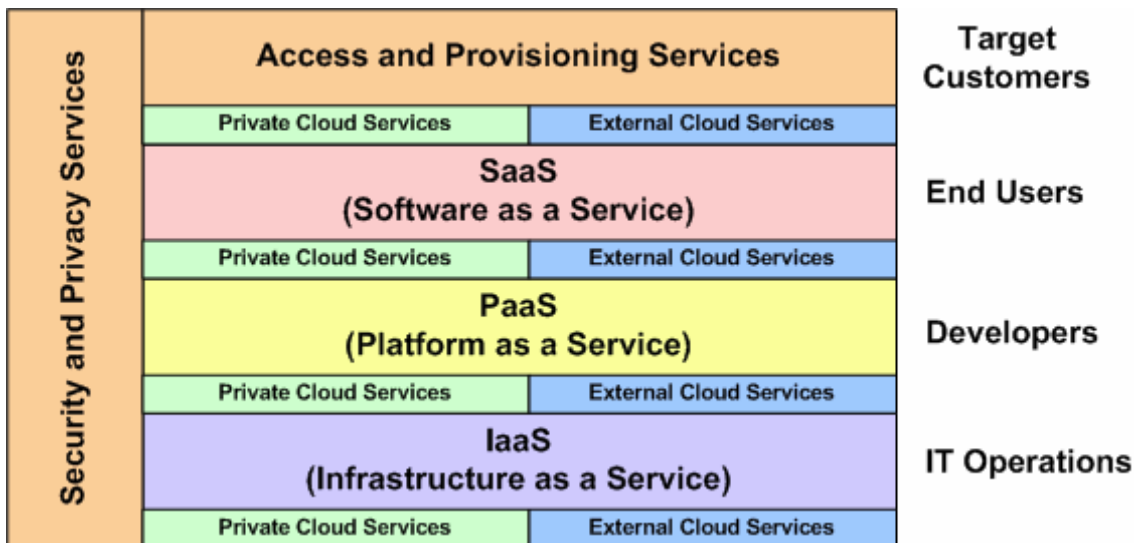 Security and Privacy Services
Access and Provisioning Services
Target
Customers
Private Cloud Services
External Cloud Services
SaaS
(Software as a Service)
End Users
Private Cloud Services
External Cloud Services
PaaS
(Platform as a Service)
Developers
Private Cloud Services
External Cloud Services
IaaS
(Infrastructure as a Service)
IT Operations
Private Cloud Services
External Cloud Services